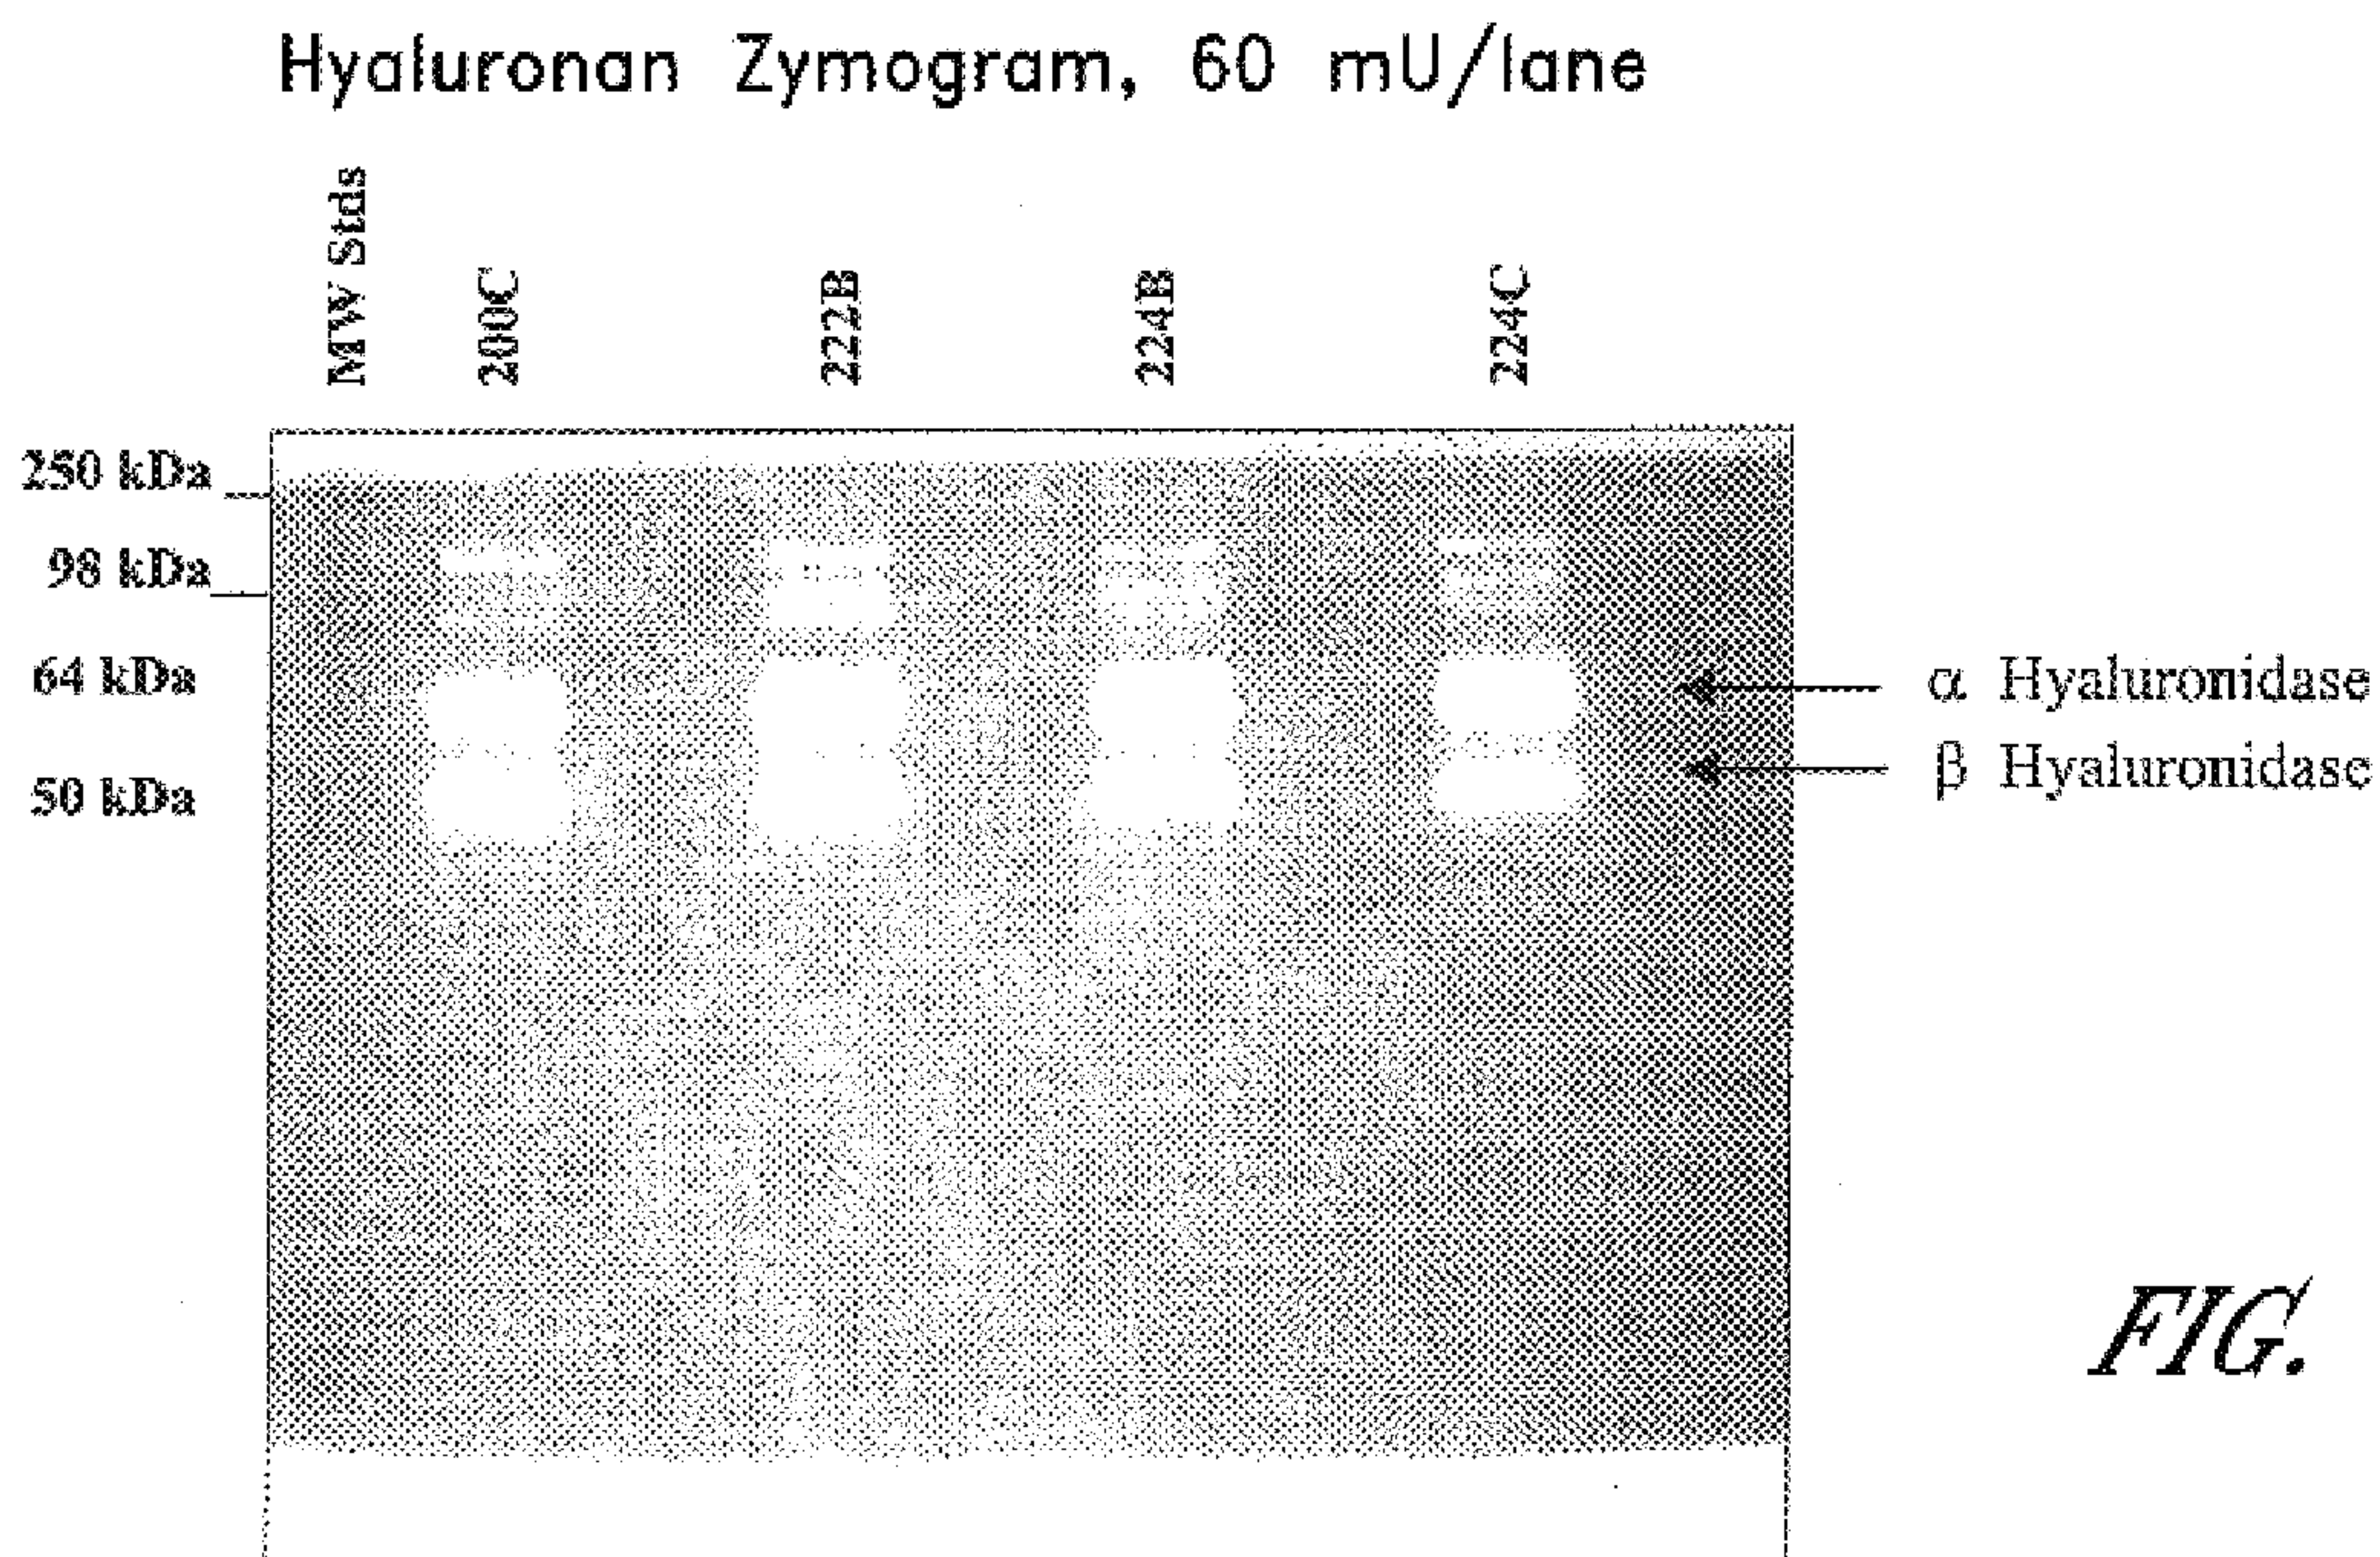 Hyaluronan Zymogram, 60 mU/lane
MW Stds
200C
222B
224B
224C
250 kDa
98 kDa
64 kDa
50 kDa
α Hyaluronidase
β Hyaluronidase
FIG.